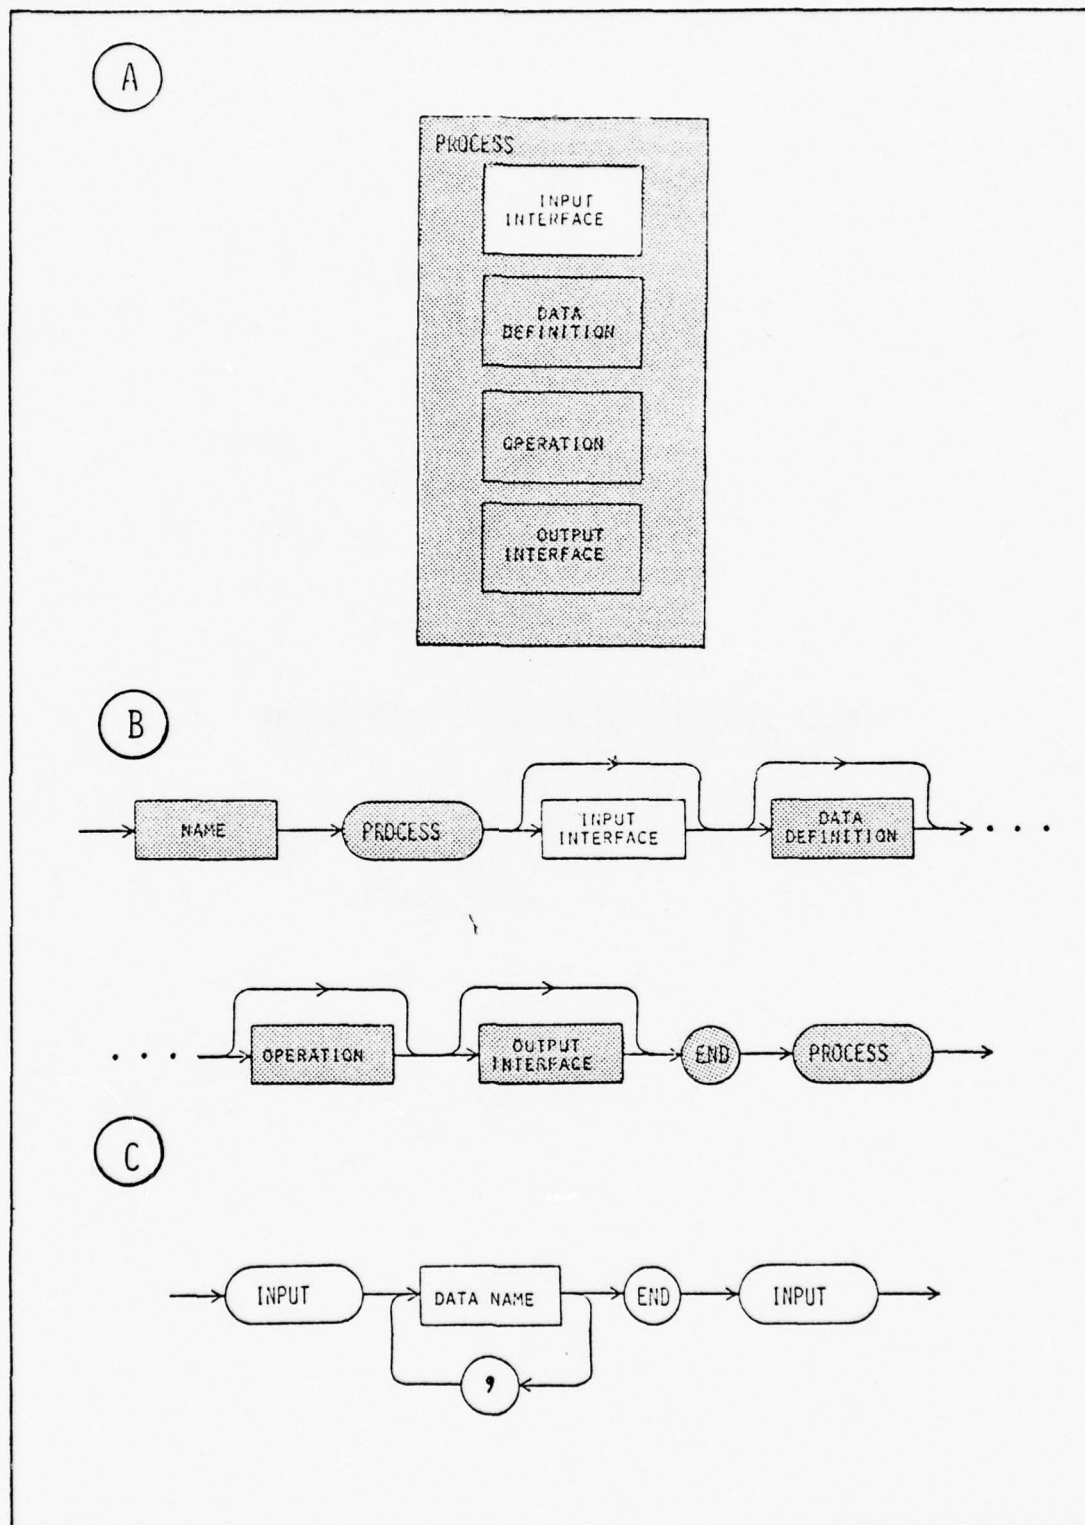 A
PROCESS
INPUT
INTERFACE
DATA
DEFINITION
OPERATION
OUTPUT
INTERFACE
B
NAME
PROCESS
INPUT
INTERFACE
DATA
DEFINITION
. . .
. . .
OPERATION
OUTPUT
INTERFACE
END
PROCESS
C
INPUT
DATA NAME
END
INPUT
,